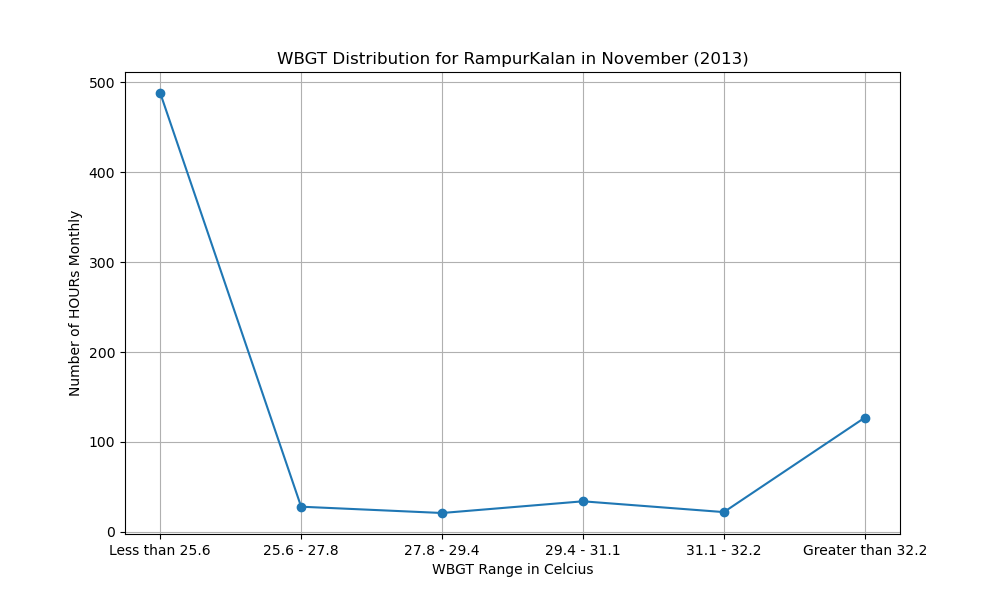 WBGT Distribution for RampurKalan in November (2013)
Number of HOURs Monthly
500
400
300
200
100
0
Less than 25.6
25.6 - 27.8
27.8 - 29.4
29.4 - 31.1
31.1 - 32.2
Greater than 32.2
WBGT Range in Celcius